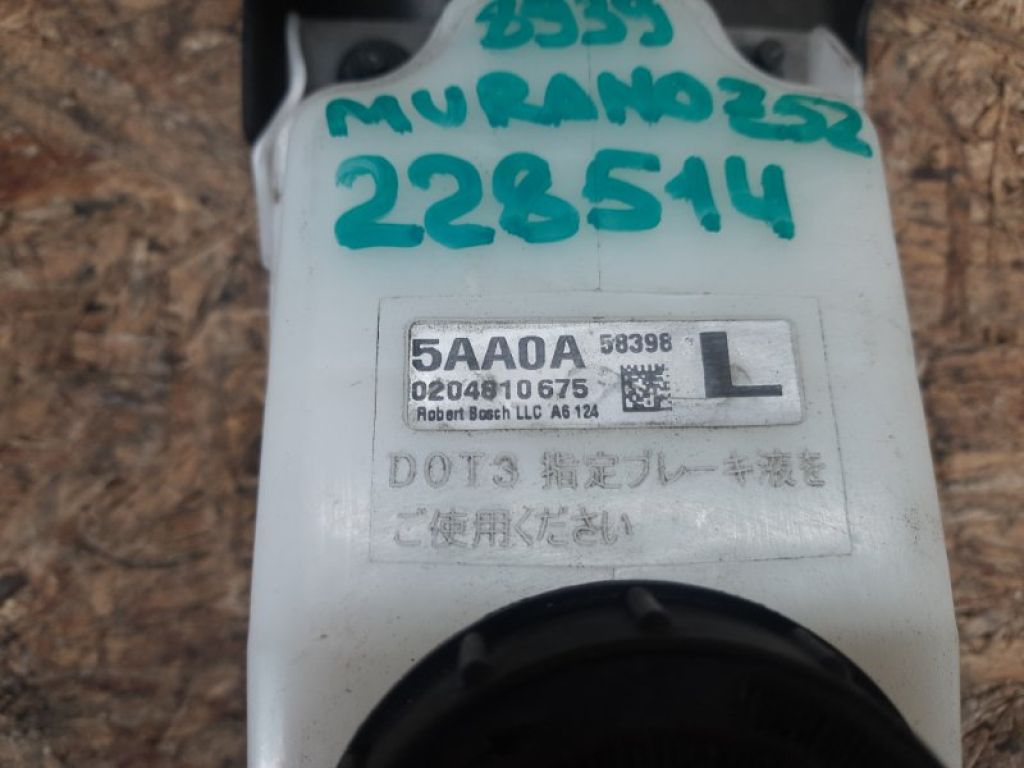 8939
MURANO Z52
228514
5AA0A 58398 L
0204810675
Robert Bosch LLC A6 124
DOT3 指定ブレーキ液を
ご使用ください